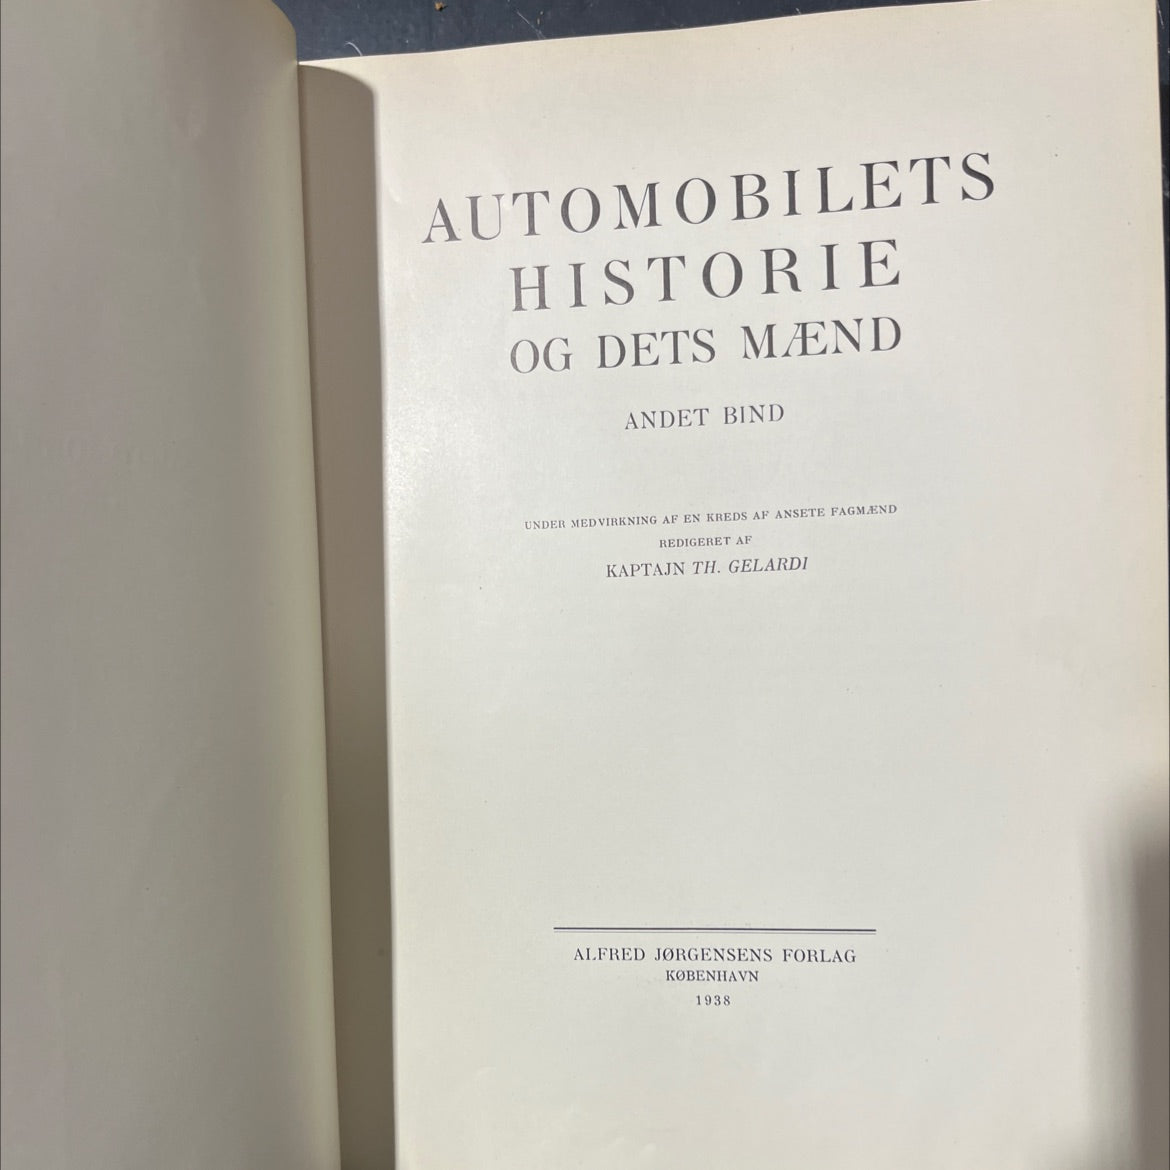 AUTOMOBILETS
HISTORIE
OG DETS MÆND
ANDET BIND
UNDER MEDVIRKNING AF EN KREDS AF ANSETE FAGMÆND
REDIGERET AF
KAPTAJN TH. GELARDI
ALFRED JØRGENSENS FORLAG
KØBENHAVN
1938